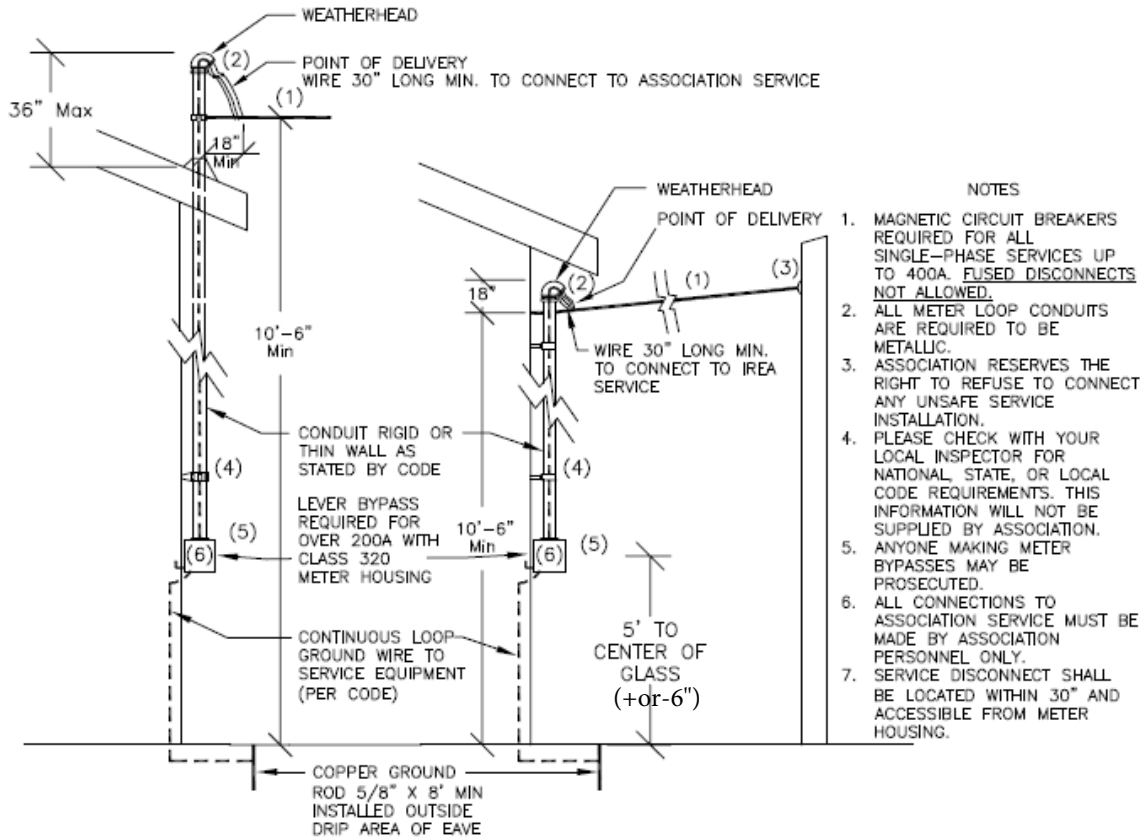 WEATHERHEAD
(2)
POINT OF DELIVERY
WIRE 30" LONG MIN. TO CONNECT TO ASSOCIATION SERVICE
(1)
36" Max
18"
Min
10'-6"
Min
CONDUIT RIGID OR
THIN WALL AS
STATED BY CODE
(4)
LEVER BYPASS
REQUIRED FOR
OVER 200A WITH
CLASS 320
METER HOUSING
(5)
(6)
CONTINUOUS LOOP
GROUND WIRE TO
SERVICE EQUIPMENT
(PER CODE)
COPPER GROUND
ROD 5/8" X 8' MIN
INSTALLED OUTSIDE
DRIP AREA OF EAVE
WEATHERHEAD
POINT OF DELIVERY
(2)
(1)
(3)
18"
WIRE 30" LONG MIN.
TO CONNECT TO IREA
SERVICE
(4)
10'-6"
Min
(5)
(6)
5' TO
CENTER OF
GLASS
(+or-6")
NOTES
1. MAGNETIC CIRCUIT BREAKERS
REQUIRED FOR ALL
SINGLE-PHASE SERVICES UP
TO 400A. FUSED DISCONNECTS
NOT ALLOWED.
2. ALL METER LOOP CONDUITS
ARE REQUIRED TO BE
METALLIC.
3. ASSOCIATION RESERVES THE
RIGHT TO REFUSE TO CONNECT
ANY UNSAFE SERVICE
INSTALLATION.
4. PLEASE CHECK WITH YOUR
LOCAL INSPECTOR FOR
NATIONAL, STATE, OR LOCAL
CODE REQUIREMENTS. THIS
INFORMATION WILL NOT BE
SUPPLIED BY ASSOCIATION.
5. ANYONE MAKING METER
BYPASSES MAY BE
PROSECUTED.
6. ALL CONNECTIONS TO
ASSOCIATION SERVICE MUST BE
MADE BY ASSOCIATION
PERSONNEL ONLY.
7. SERVICE DISCONNECT SHALL
BE LOCATED WITHIN 30" AND
ACCESSIBLE FROM METER
HOUSING.